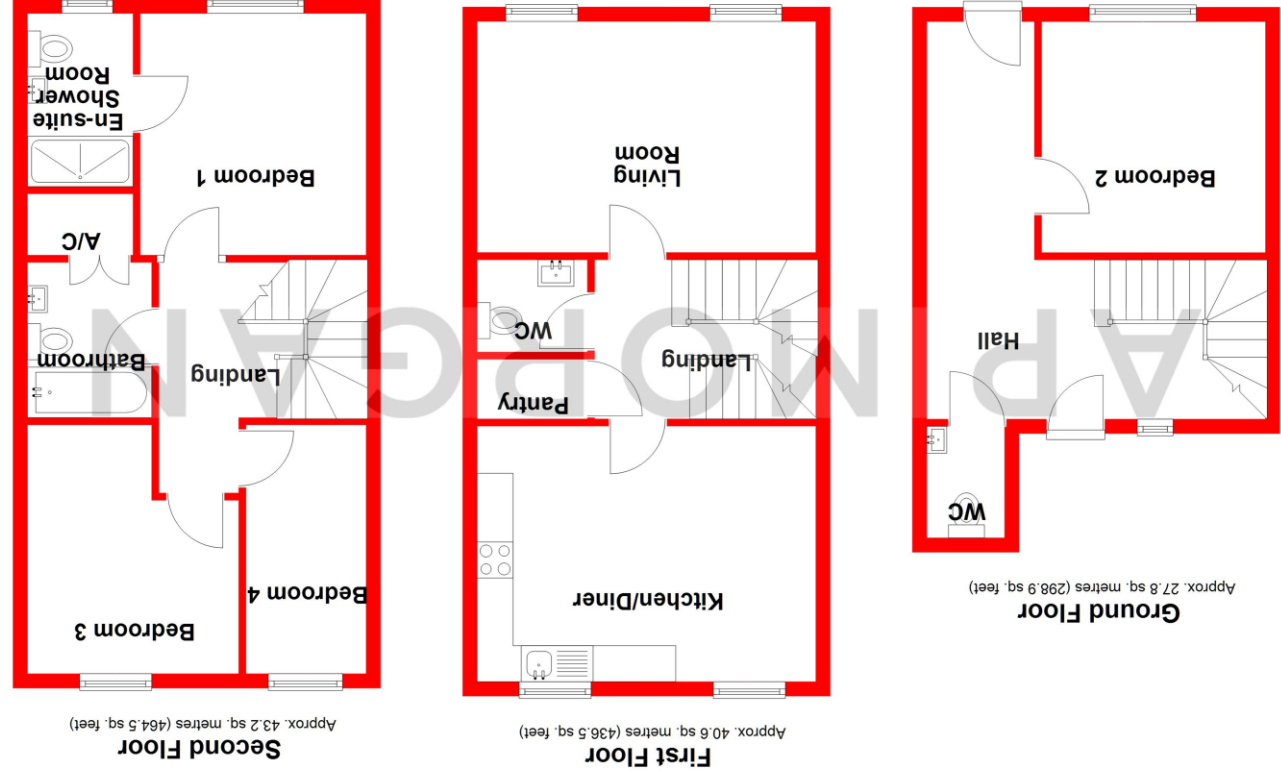 Ground Floor
Approx. 27.8 sq. metres (298.9 sq. feet)
WC
Hall
Bedroom 2
First Floor
Approx. 40.6 sq. metres (436.5 sq. feet)
Kitchen/Diner
Pantry
Landing
WC
Living
Room
Second Floor
Approx. 43.2 sq. metres (464.5 sq. feet)
Bedroom 4
Bedroom 3
Landing
Bathroom
A/C
Bedroom 1
En-suite
Shower
Room
AP MORGAN